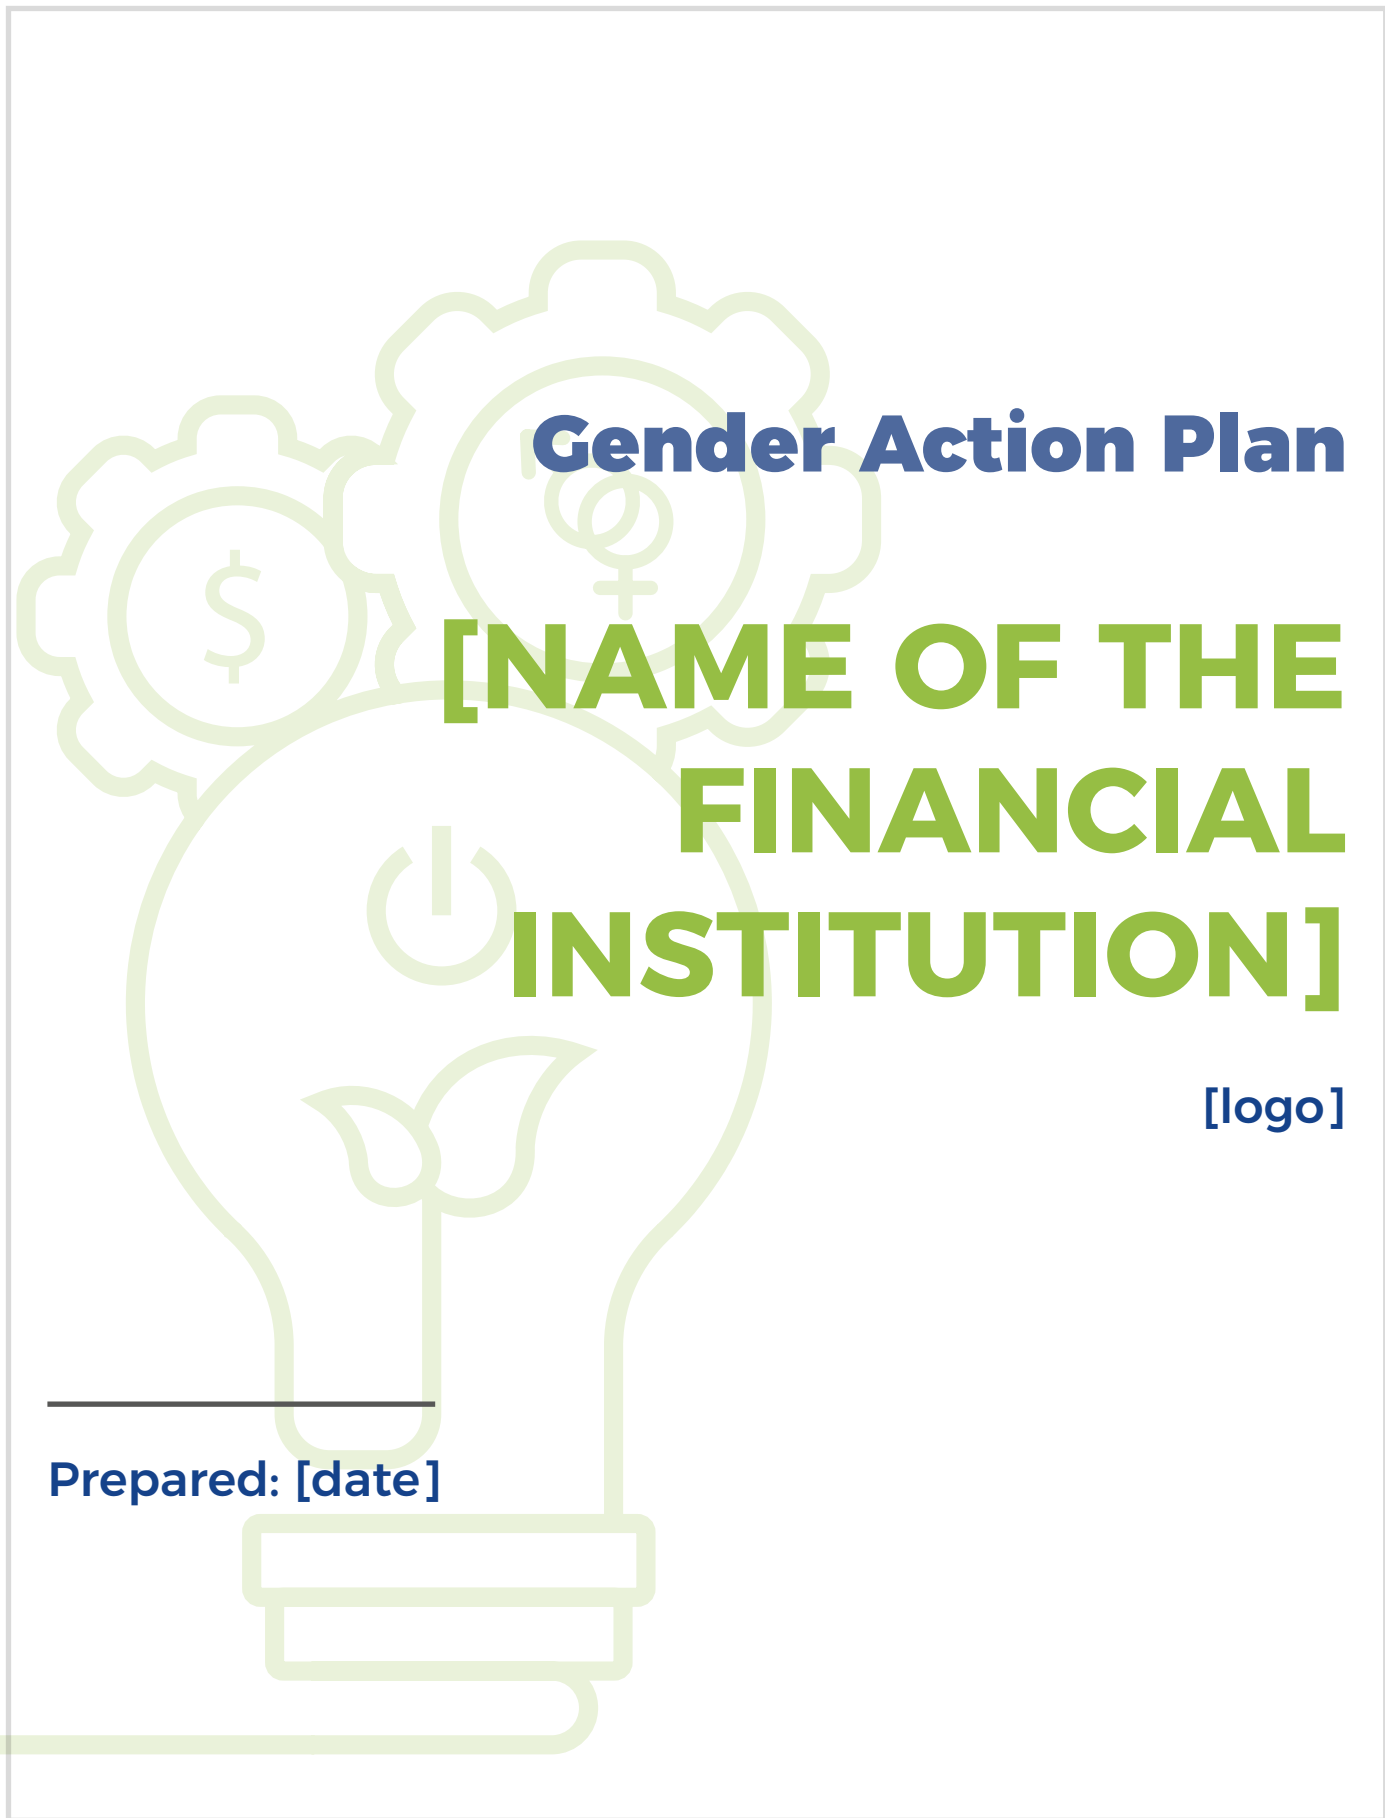 Gender Action Plan
[NAME OF THE
FINANCIAL
INSTITUTION]
[logo]
Prepared: [date]
$